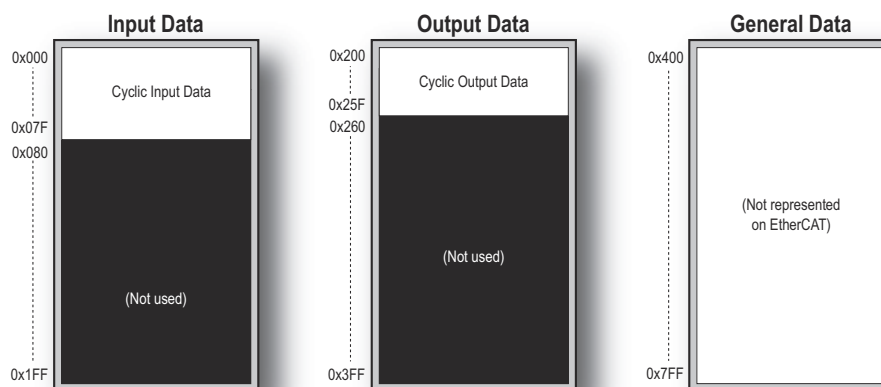 Input Data
0x000
Cyclic Input Data
0x07F
0x080
(Not used)
0x1FF
Output Data
0x200
Cyclic Output Data
0x25F
0x260
(Not used)
0x3FF
General Data
0x400
(Not represented
on EtherCAT)
0x7FF